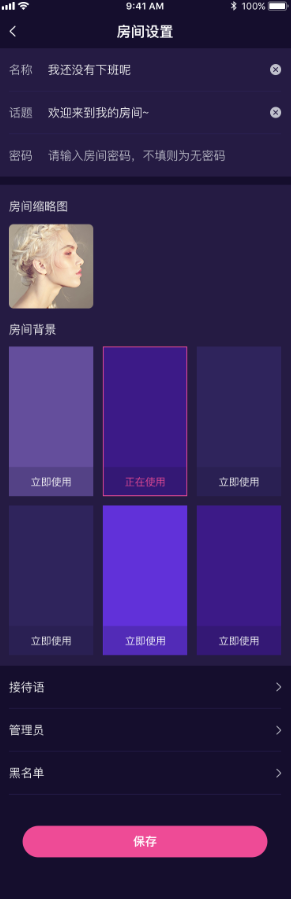 9:41 AM 100%
房间设置
名称 我还没有下班呢
话题 欢迎来到我的房间~
密码 请输入房间密码，不填则为无密码
房间缩略图
房间背景
立即使用 正在使用 立即使用
立即使用 立即使用 立即使用
接待语
管理员
黑名单
保存